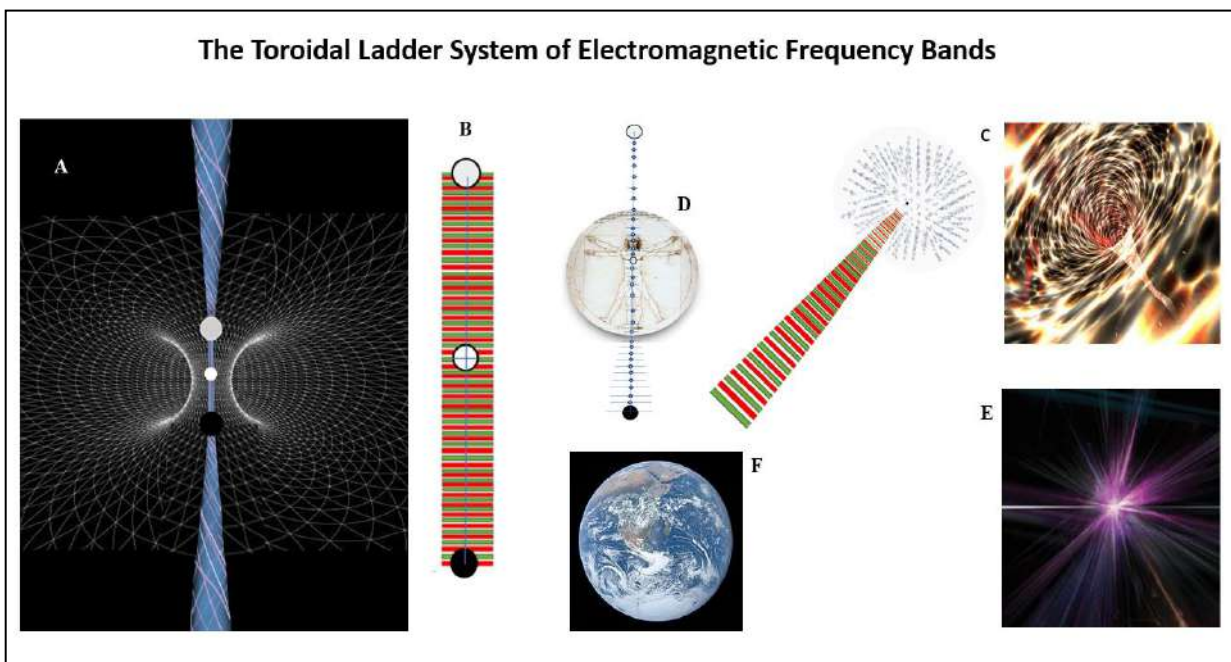 The Toroidal Ladder System of Electromagnetic Frequency Bands
A
B
D
C
E
F